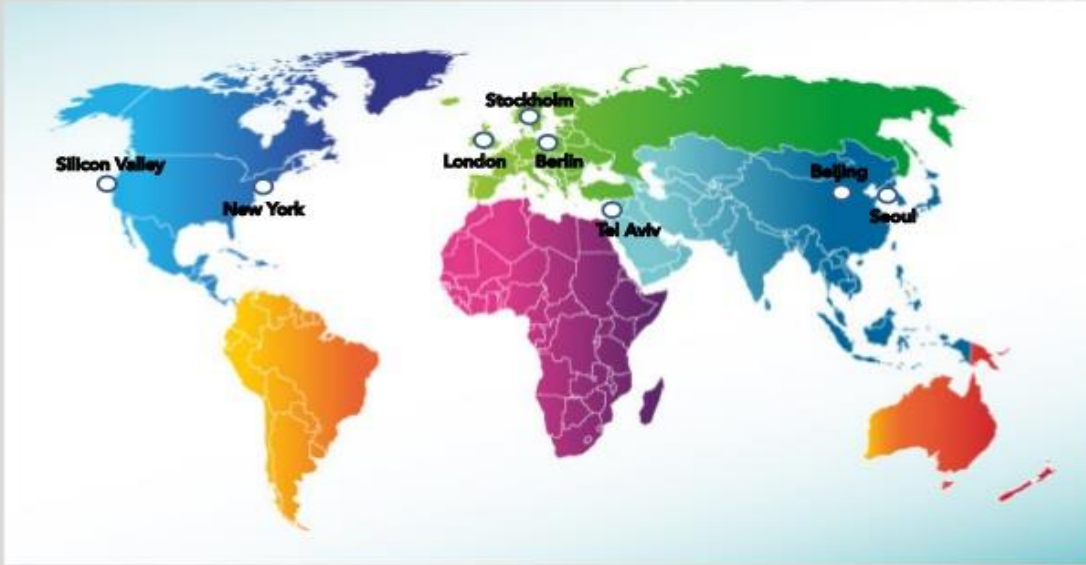 Stockholm
London
Berlin
Silicon Valley
New York
Tel Aviv
Beijing
Seoul